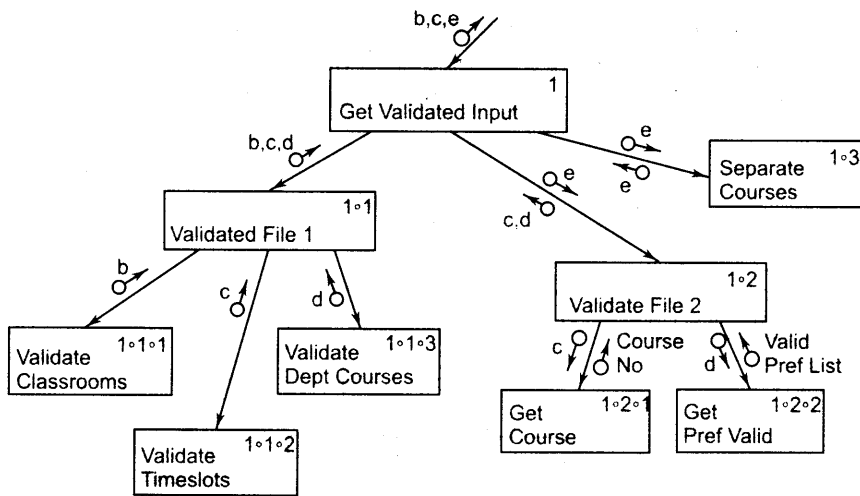 b,c,e
1
Get Validated Input
b,c,d
e
e
1∘3
Separate
Courses
e
c,d
1∘1
Validated File 1
b
c
d
1∘2
Validate File 2
1∘1∘1
Validate
Classrooms
1∘1∘3
Validate
Dept Courses
c
Course
No
d
Valid
Pref List
1∘1∘2
Validate
Timeslots
1∘2∘1
Get
Course
1∘2∘2
Get
Pref Valid